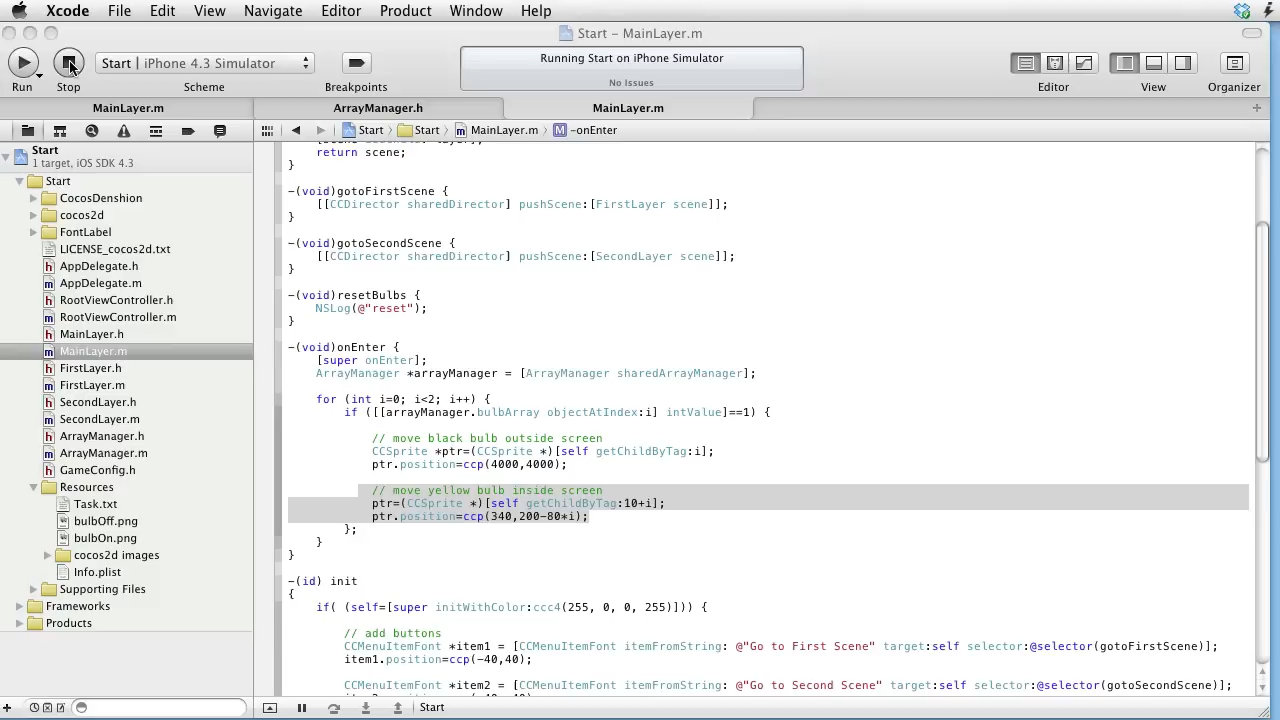 Xcode File Edit View Navigate Editor Product Window Help
Start – MainLayer.m
Start | iPhone 4.3 Simulator
Running Start on iPhone Simulator
No Issues
Run Stop Scheme Breakpoints Editor View Organizer
MainLayer.m ArrayManager.h MainLayer.m
Start Start MainLayer.m -onEnter
Start
1 target, iOS SDK 4.3
Start
CocosDenshion
cocos2d
FontLabel
LICENSE_cocos2d.txt
AppDelegate.h
AppDelegate.m
RootViewController.h
RootViewController.m
MainLayer.h
MainLayer.m
FirstLayer.h
FirstLayer.m
SecondLayer.h
SecondLayer.m
ArrayManager.h
ArrayManager.m
GameConfig.h
Resources
Task.txt
bulbOff.png
bulbOn.png
cocos2d images
Info.plist
Supporting Files
Frameworks
Products
return scene;
}
-(void)gotoFirstScene {
[[CCDirector sharedDirector] pushScene:[FirstLayer scene]];
}
-(void)gotoSecondScene {
[[CCDirector sharedDirector] pushScene:[SecondLayer scene]];
}
-(void)resetBulbs {
NSLog(@"reset");
}
-(void)onEnter {
[super onEnter];
ArrayManager *arrayManager = [ArrayManager sharedArrayManager];
for (int i=0; i<2; i++) {
if ([[arrayManager.bulbArray objectAtIndex:i] intValue]==1) {
// move black bulb outside screen
CCSprite *ptr=(CCSprite *)[self getChildByTag:i];
ptr.position=ccp(4000,4000);
// move yellow bulb inside screen
ptr=(CCSprite *)[self getChildByTag:10+i];
ptr.position=ccp(340,200-80*i);
};
}
}
-(id) init
{
if( (self=[super initWithColor:ccc4(255, 0, 0, 255)])) {
// add buttons
CCMenuItemFont *item1 = [CCMenuItemFont itemFromString: @"Go to First Scene" target:self selector:@selector(gotoFirstScene)];
item1.position=ccp(-40,40);
CCMenuItemFont *item2 = [CCMenuItemFont itemFromString: @"Go to Second Scene" target:self selector:@selector(gotoSecondScene)];
Start